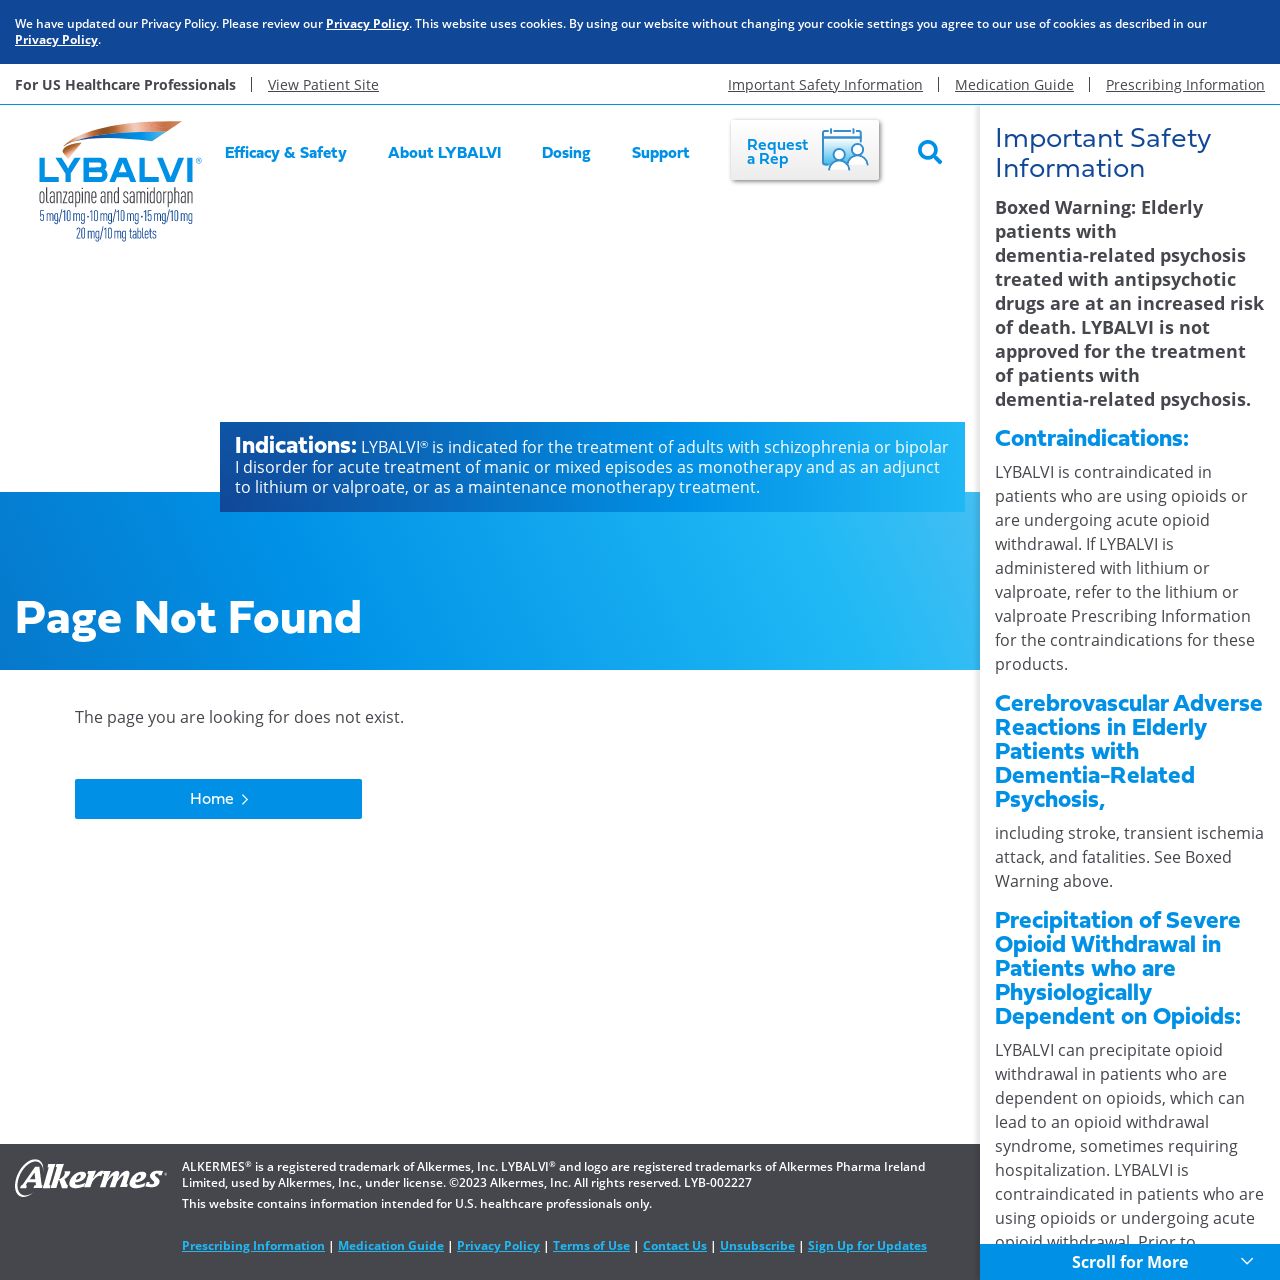 We have updated our Privacy Policy. Please review our Privacy Policy. This website uses cookies. By using our website without changing your cookie settings you agree to our use of cookies as described in our
Privacy Policy.
For US Healthcare Professionals
View Patient Site
Important Safety Information
Medication Guide
Prescribing Information
LYBALVI®
olanzapine and samidorphan
5 mg/10 mg·10 mg/10 mg·15 mg/10 mg
20 mg/10 mg tablets
Efficacy & Safety
About LYBALVI
Dosing
Support
Request
a Rep
Indications: LYBALVI® is indicated for the treatment of adults with schizophrenia or bipolar
I disorder for acute treatment of manic or mixed episodes as monotherapy and as an adjunct
to lithium or valproate, or as a maintenance monotherapy treatment.
Page Not Found
The page you are looking for does not exist.
Home
Important Safety
Information
Boxed Warning: Elderly
patients with
dementia-related psychosis
treated with antipsychotic
drugs are at an increased risk
of death. LYBALVI is not
approved for the treatment
of patients with
dementia-related psychosis.
Contraindications:
LYBALVI is contraindicated in
patients who are using opioids or
are undergoing acute opioid
withdrawal. If LYBALVI is
administered with lithium or
valproate, refer to the lithium or
valproate Prescribing Information
for the contraindications for these
products.
Cerebrovascular Adverse
Reactions in Elderly
Patients with
Dementia-Related
Psychosis,
including stroke, transient ischemia
attack, and fatalities. See Boxed
Warning above.
Precipitation of Severe
Opioid Withdrawal in
Patients who are
Physiologically
Dependent on Opioids:
LYBALVI can precipitate opioid
withdrawal in patients who are
dependent on opioids, which can
lead to an opioid withdrawal
syndrome, sometimes requiring
hospitalization. LYBALVI is
contraindicated in patients who are
using opioids or undergoing acute
opioid withdrawal. Prior to
Scroll for More
Alkermes®
ALKERMES® is a registered trademark of Alkermes, Inc. LYBALVI® and logo are registered trademarks of Alkermes Pharma Ireland
Limited, used by Alkermes, Inc., under license. ©2023 Alkermes, Inc. All rights reserved. LYB-002227
This website contains information intended for U.S. healthcare professionals only.
Prescribing Information | Medication Guide | Privacy Policy | Terms of Use | Contact Us | Unsubscribe | Sign Up for Updates